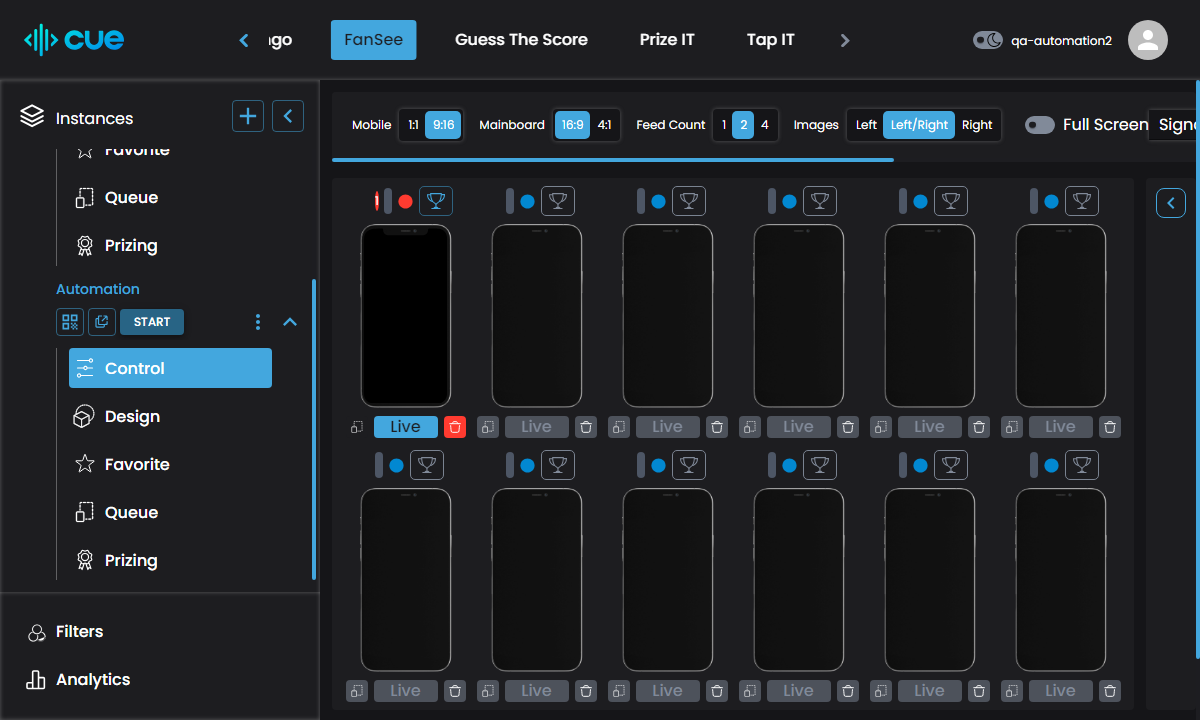 cue
ngo
FanSee
Guess The Score
Prize IT
Tap IT
qa-automation2
Instances
Favorite
Queue
Prizing
Automation
START
Control
Design
Favorite
Queue
Prizing
Filters
Analytics
Mobile 1:1 9:16 Mainboard 16:9 4:1 Feed Count 1 2 4 Images Left Left/Right Right Full Screen
1
Live Live Live Live Live Live
Live Live Live Live Live Live